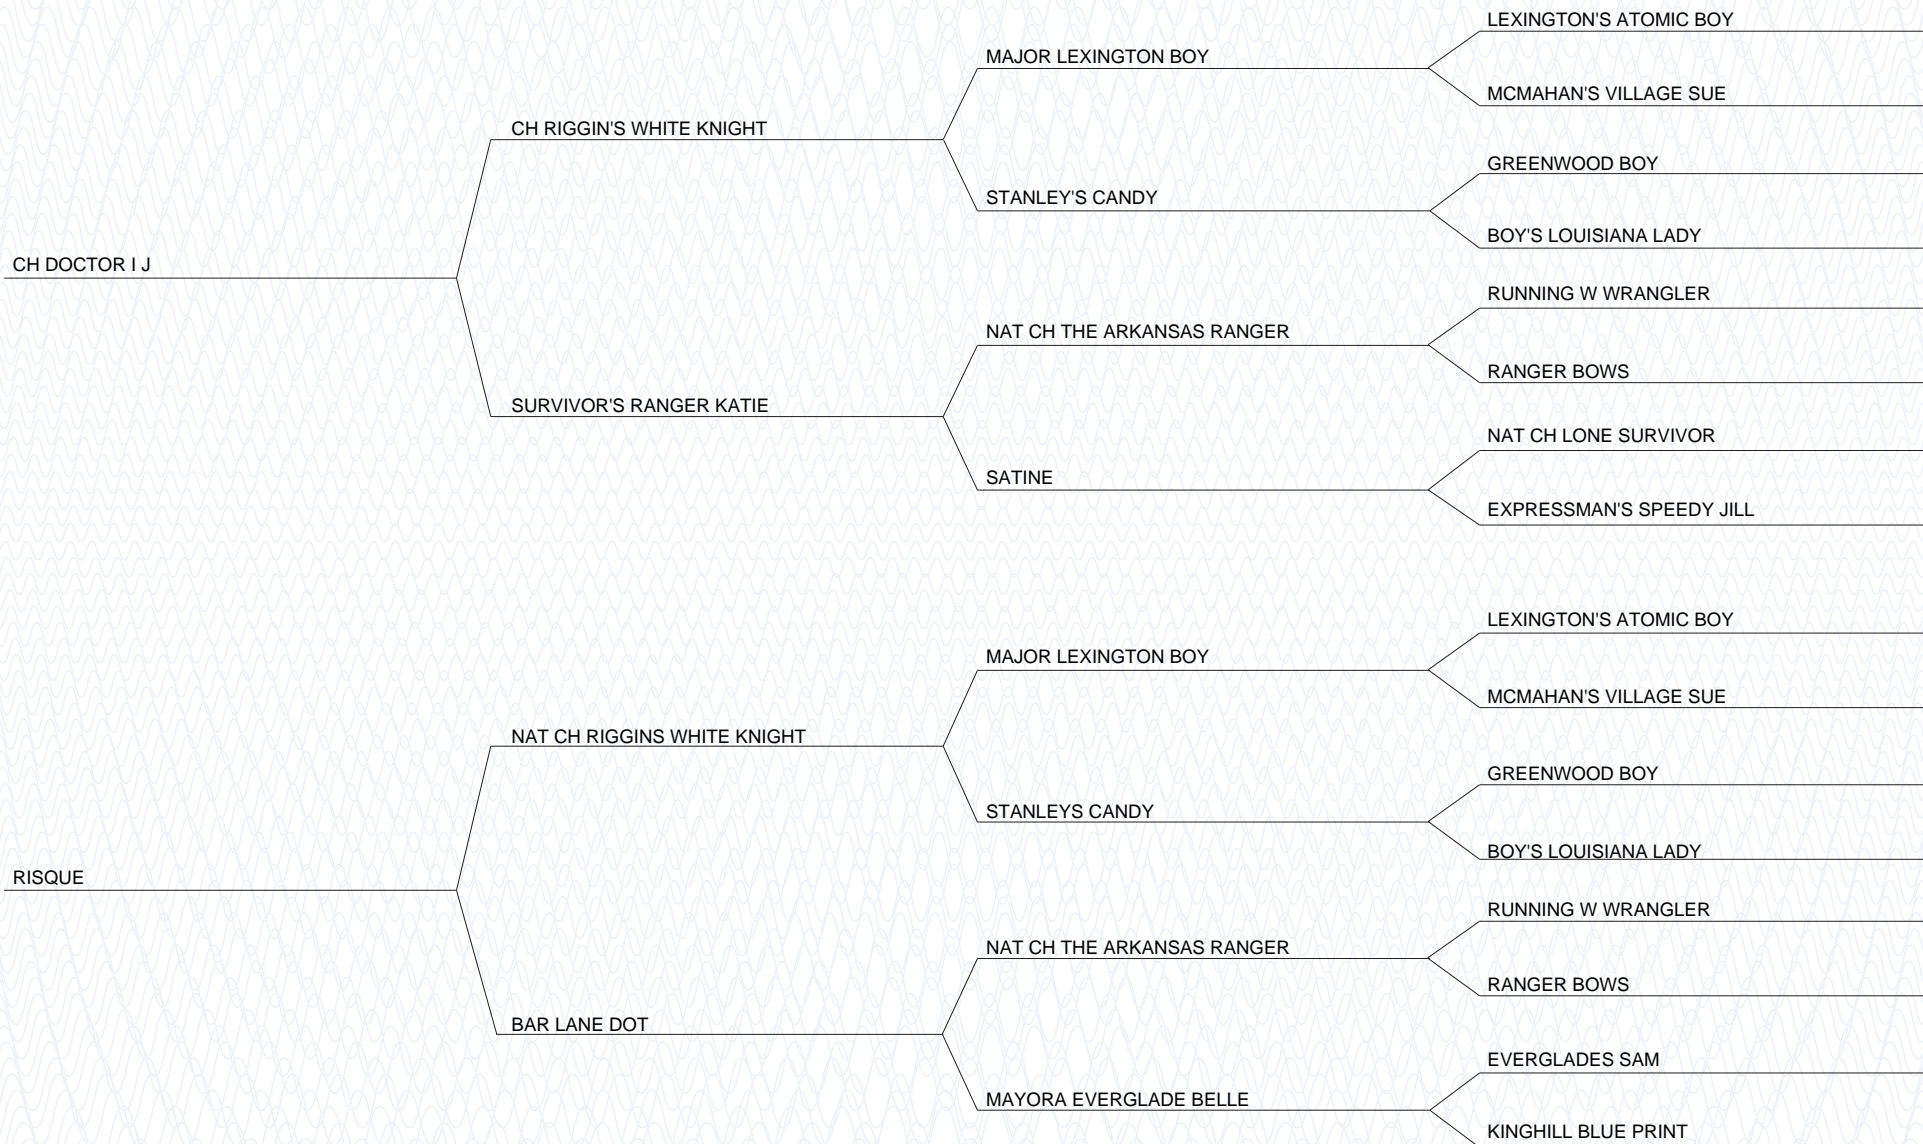 LEXINGTON'S ATOMIC BOY
MAJOR LEXINGTON BOY
MCMAHAN'S VILLAGE SUE
CH RIGGIN'S WHITE KNIGHT
GREENWOOD BOY
STANLEY'S CANDY
BOY'S LOUISIANA LADY
CH DOCTOR I J
RUNNING W WRANGLER
NAT CH THE ARKANSAS RANGER
RANGER BOWS
SURVIVOR'S RANGER KATIE
NAT CH LONE SURVIVOR
SATINE
EXPRESSMAN'S SPEEDY JILL
LEXINGTON'S ATOMIC BOY
MAJOR LEXINGTON BOY
MCMAHAN'S VILLAGE SUE
NAT CH RIGGINS WHITE KNIGHT
GREENWOOD BOY
STANLEYS CANDY
BOY'S LOUISIANA LADY
RISQUE
RUNNING W WRANGLER
NAT CH THE ARKANSAS RANGER
RANGER BOWS
BAR LANE DOT
EVERGLADES SAM
MAYORA EVERGLADE BELLE
KINGHILL BLUE PRINT